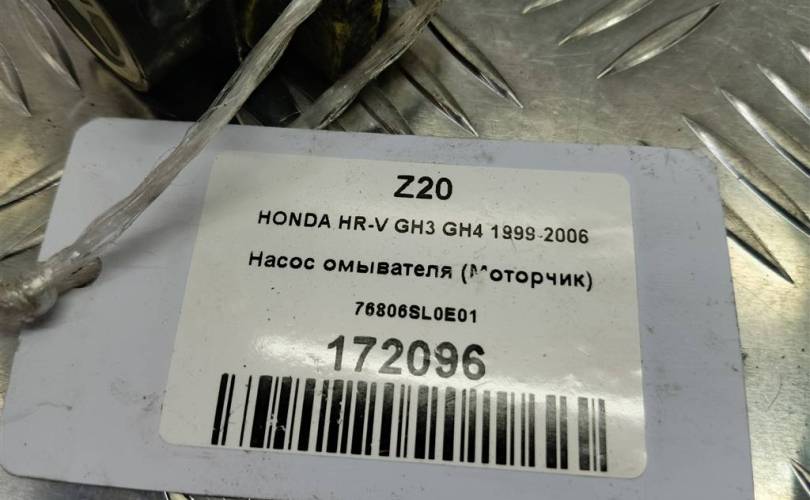 Z20
HONDA HR-V GH3 GH4 1999-2006
Насос омывателя (Моторчик)
76806SL0E01
172096